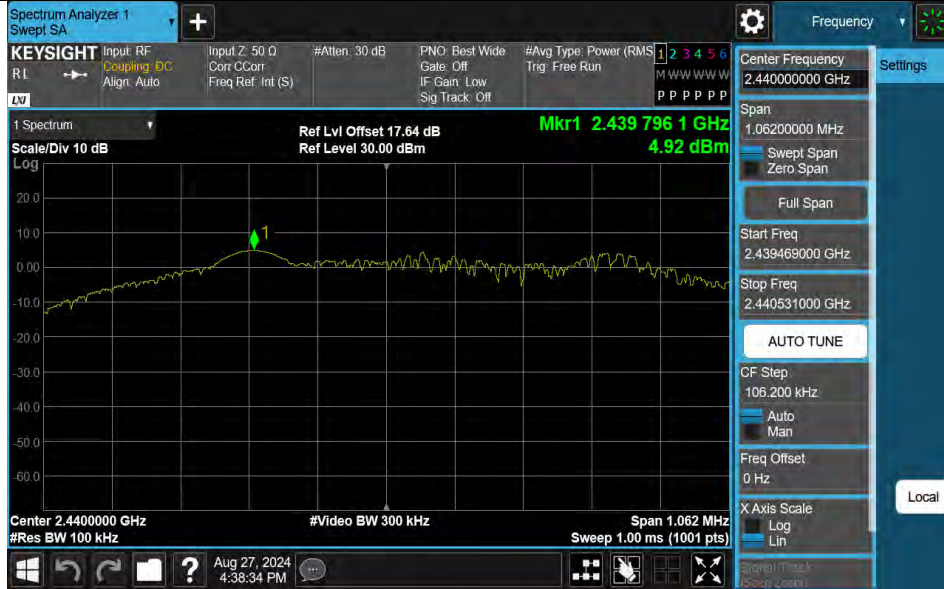 Spectrum Analyzer 1
Swept SA
+
Frequency
KEYSIGHT
RL
LXI
Input: RF
Coupling: DC
Align: Auto
Input Z: 50 Ω
Corr CCorr
Freq Ref: Int (S)
#Atten: 30 dB
PNO: Best Wide
Gate: Off
IF Gain: Low
Sig Track: Off
#Avg Type: Power (RMS
Trig: Free Run
1 2 3 4 5 6
M W W W W W
P P P P P P
1 Spectrum
Scale/Div 10 dB
Log
Ref Lvl Offset 17.64 dB
Ref Level 30.00 dBm
Mkr1 2.439 796 1 GHz
4.92 dBm
20.0
10.0
0.00
-10.0
-20.0
-30.0
-40.0
-50.0
-60.0
1
Center 2.4400000 GHz
#Res BW 100 kHz
#Video BW 300 kHz
Span 1.062 MHz
Sweep 1.00 ms (1001 pts)
Aug 27, 2024
4:38:34 PM
?
Center Frequency
2.440000000 GHz
Settings
Span
1.06200000 MHz
Swept Span
Zero Span
Full Span
Start Freq
2.439469000 GHz
Stop Freq
2.440531000 GHz
AUTO TUNE
CF Step
106.200 kHz
Auto
Man
Freq Offset
0 Hz
Local
X Axis Scale
Log
Lin
Signal Track
(Span Zoom)